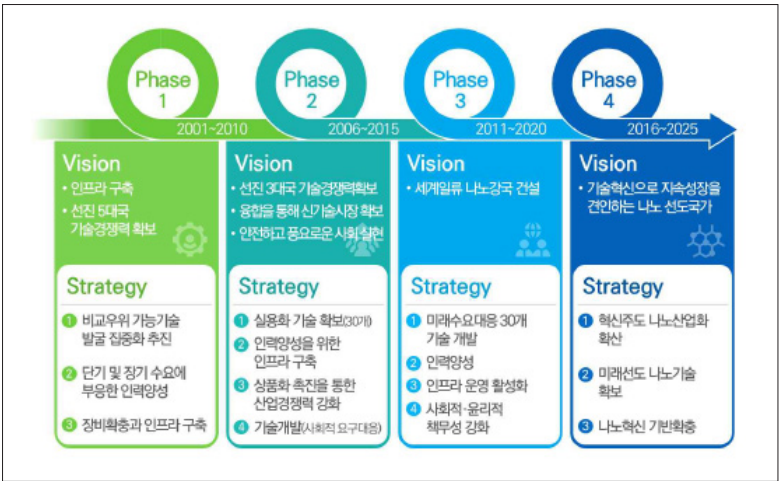 Phase
1
Phase
2
Phase
3
Phase
4
2001~2010
2006~2015
2011~2020
2016~2025
Vision
• 인프라 구축
• 선진 5대국
기술경쟁력 확보
Strategy
1 비교우위 가능기술
발굴 집중화 추진
2 단기 및 장기 수요에
부응한 인력양성
3 장비확충과 인프라 구축
Vision
• 선진 3대국 기술경쟁력확보
• 융합을 통해 신기술시장 확보
• 안전하고 풍요로운 사회 실현
Strategy
1 실용화 기술 확보(30개)
2 인력양성을 위한
인프라 구축
3 상품화 촉진을 통한
산업경쟁력 강화
4 기술개발(사회적 요구대응)
Vision
• 세계일류 나노강국 건설
Strategy
1 미래수요대응 30개
기술 개발
2 인력양성
3 인프라 운영 활성화
4 사회적·윤리적
책무성 강화
Vision
• 기술혁신으로 지속성장을
견인하는 나노 선도국가
Strategy
1 혁신주도 나노산업화
확산
2 미래선도 나노기술
확보
3 나노혁신 기반확충